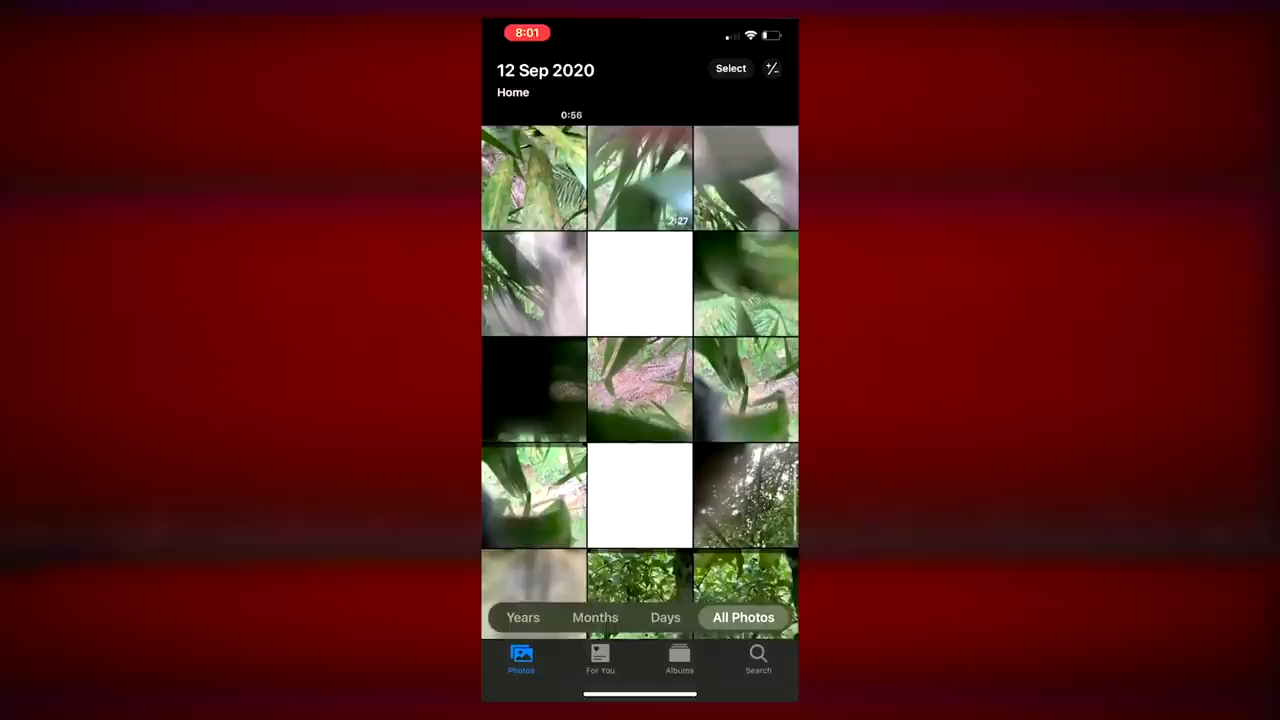 8:01
12 Sep 2020
Select
Home
0:56
2:27
Years Months Days All Photos
Photos For You Albums Search